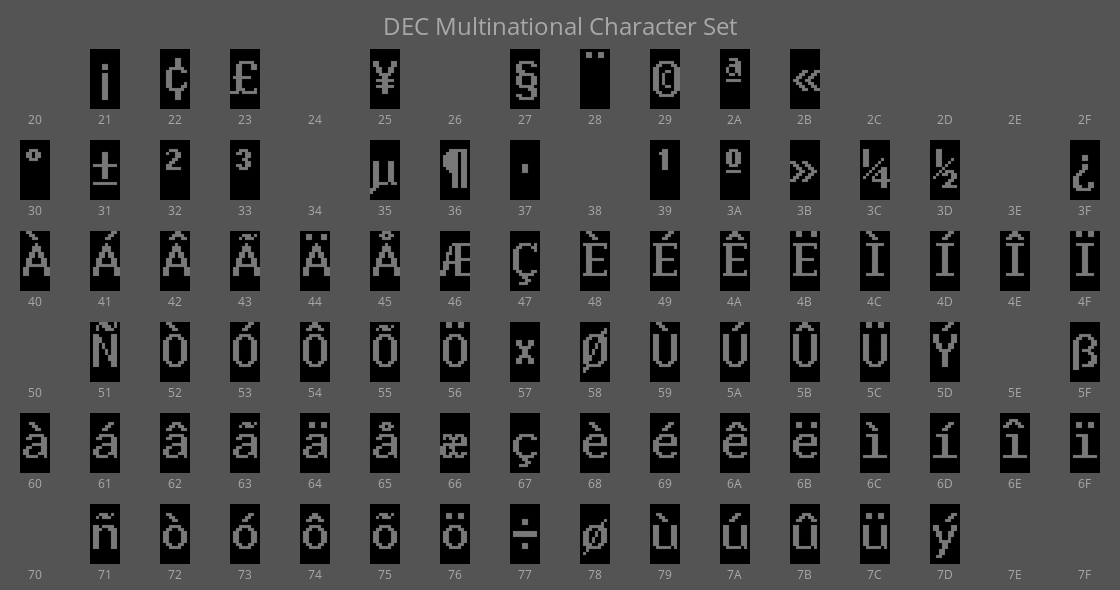 DEC Multinational Character Set
¡ ¢ £ ¥ § ¨ © ª «
20 21 22 23 24 25 26 27 28 29 2A 2B 2C 2D 2E 2F
° ± ² ³ µ ¶ · ¹ º » ¼ ½ ¿
30 31 32 33 34 35 36 37 38 39 3A 3B 3C 3D 3E 3F
À Á Â Ã Ä Å Æ Ç È É Ê Ë Ì Í Î Ï
40 41 42 43 44 45 46 47 48 49 4A 4B 4C 4D 4E 4F
Ñ Ò Ó Ô Õ Ö x Ø Ù Ú Û Ü Ý ß
50 51 52 53 54 55 56 57 58 59 5A 5B 5C 5D 5E 5F
à á â ã ä å æ ç è é ê ë ì í î ï
60 61 62 63 64 65 66 67 68 69 6A 6B 6C 6D 6E 6F
ñ ò ó ô õ ö ÷ ø ù ú û ü ý
70 71 72 73 74 75 76 77 78 79 7A 7B 7C 7D 7E 7F